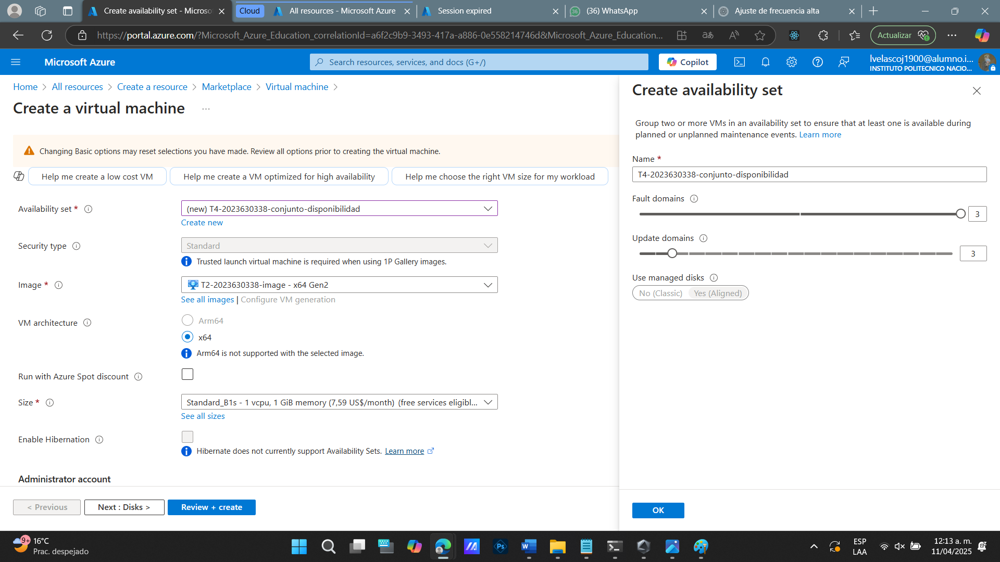 Create availability set - Microso
Cloud
All resources - Microsoft Azure
Session expired
36
(36) WhatsApp
Ajuste de frecuencia alta
https://portal.azure.com/?Microsoft_Azure_Education_correlationId=a6f2c9b9-3493-417a-a886-0e558214746d&Microsoft_Azure_Education...
Actualizar
Microsoft Azure
Search resources, services, and docs (G+/)
Copilot
lvelascoj1900@alumno.i...
INSTITUTO POLITECNICO NACIO...
Home > All resources > Create a resource > Marketplace > Virtual machine >
Create a virtual machine ...
Changing Basic options may reset selections you have made. Review all options prior to creating the virtual machine.
Help me create a low cost VM
Help me create a VM optimized for high availability
Help me choose the right VM size for my workload
Availability set *
(new) T4-2023630338-conjunto-disponibilidad
Create new
Security type
Standard
Trusted launch virtual machine is required when using 1P Gallery images.
Image *
T2-2023630338-image - x64 Gen2
See all images | Configure VM generation
VM architecture
Arm64
x64
Arm64 is not supported with the selected image.
Run with Azure Spot discount
Size *
Standard_B1s - 1 vcpu, 1 GiB memory (7,59 US$/month) (free services eligibl...
See all sizes
Enable Hibernation
Hibernate does not currently support Availability Sets. Learn more
Administrator account
< Previous
Next : Disks >
Review + create
Create availability set
Group two or more VMs in an availability set to ensure that at least one is available during
planned or unplanned maintenance events. Learn more
Name *
T4-2023630338-conjunto-disponibilidad
Fault domains
3
Update domains
3
Use managed disks
No (Classic) Yes (Aligned)
OK
9+
16°C
Prac. despejado
Ps
W
ESP
LAA
12:13 a. m.
11/04/2025